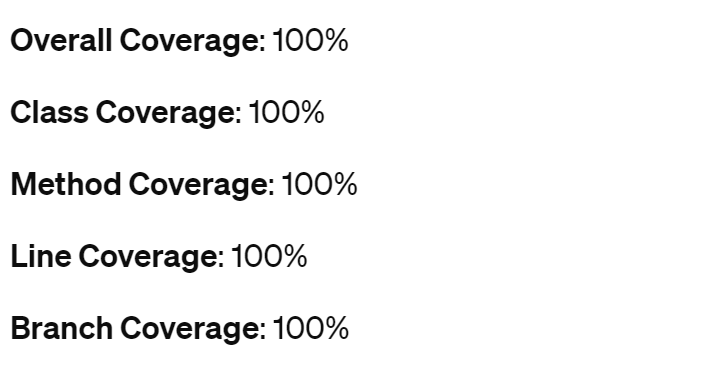 Overall Coverage: 100%
Class Coverage: 100%
Method Coverage: 100%
Line Coverage: 100%
Branch Coverage: 100%